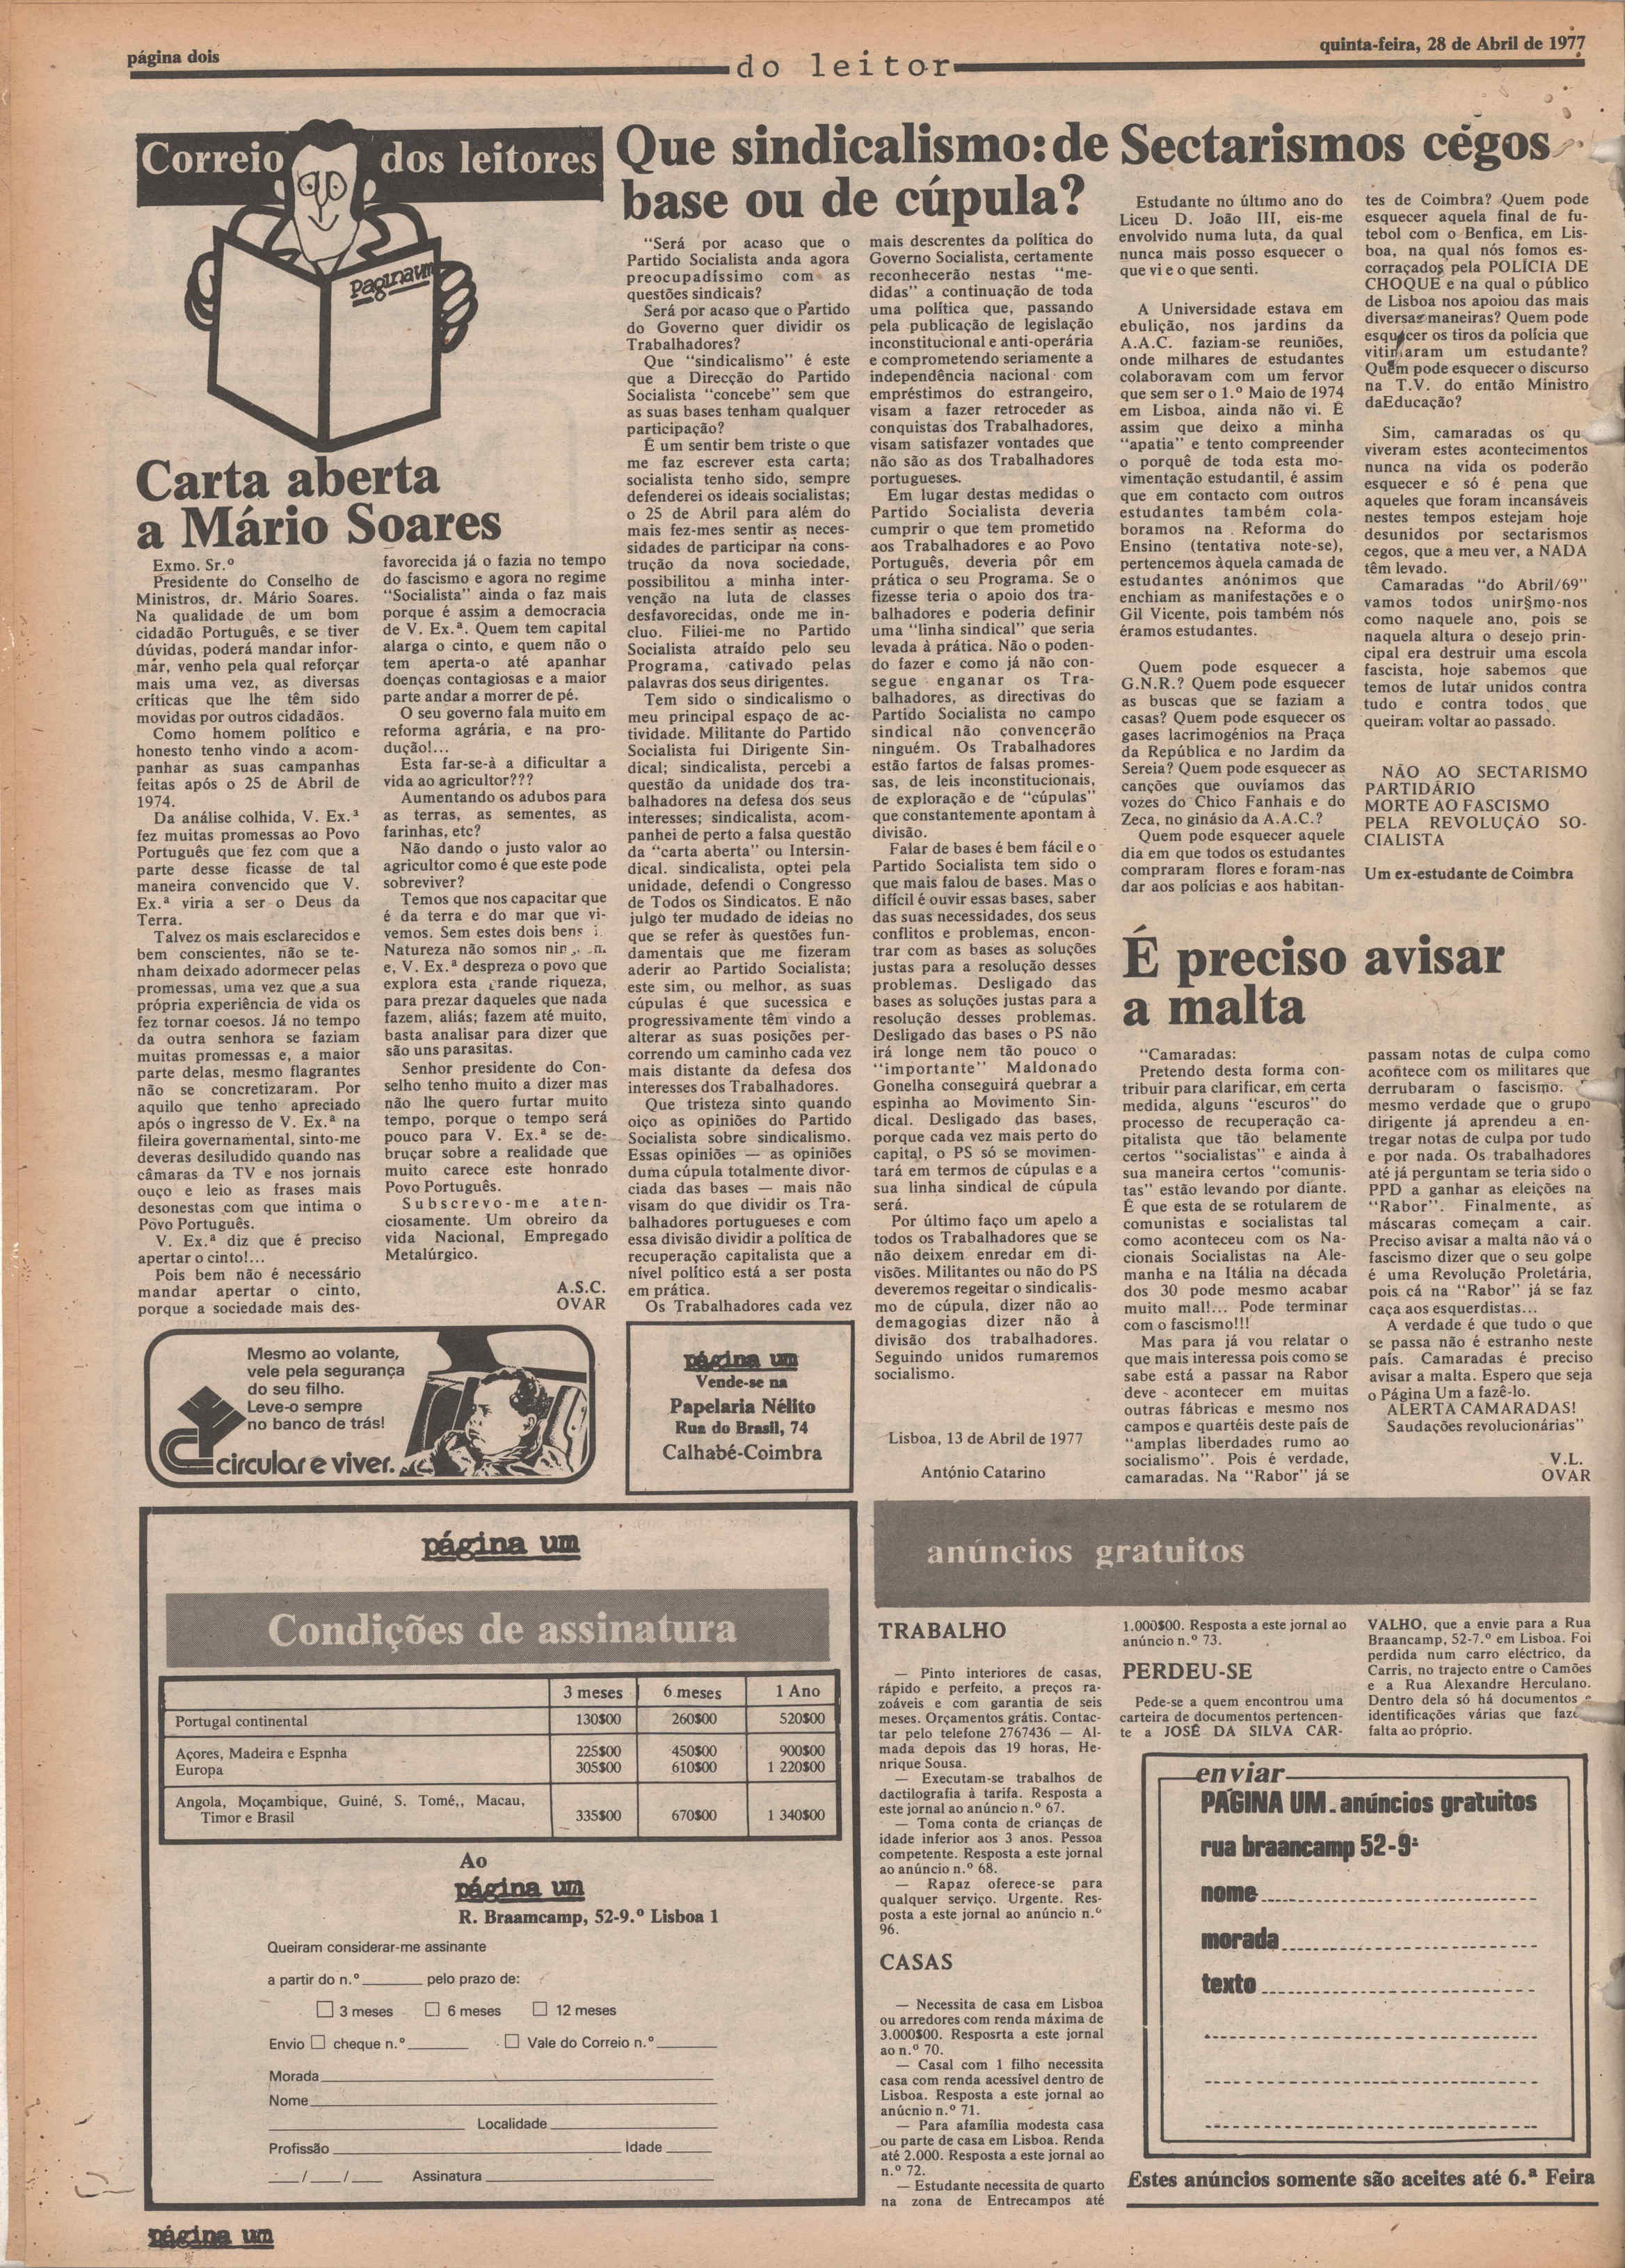 página dois
do leitor
quinta-feira, 28 de Abril de 1977
Correio dos leitores
Paginaum
Carta aberta
a Mário Soares
Exmo. Sr.º
Presidente do Conselho de
Ministros, dr. Mário Soares.
Na qualidade de um bom
cidadão Português, e se tiver
dúvidas, poderá mandar infor-
mar, venho pela qual reforçar
mais uma vez, as diversas
críticas que lhe têm sido
movidas por outros cidadãos.
Como homem político e
honesto tenho vindo a acom-
panhar as suas campanhas
feitas após o 25 de Abril de
1974.
Da análise colhida, V. Ex.ª
fez muitas promessas ao Povo
Português que fez com que a
parte desse ficasse de tal
maneira convencido que V.
Ex.ª viria a ser o Deus da
Terra.
Talvez os mais esclarecidos e
bem conscientes, não se te-
nham deixado adormecer pelas
promessas, uma vez que a sua
própria experiência de vida os
fez tornar coesos. Já no tempo
da outra senhora se faziam
muitas promessas e, a maior
parte delas, mesmo flagrantes
não se concretizaram. Por
aquilo que tenho apreciado
após o ingresso de V. Ex.ª na
fileira governamental, sinto-me
deveras desiludido quando nas
câmaras da TV e nos jornais
ouço e leio as frases mais
desonestas com que intima o
Povo Português.
V. Ex.ª diz que é preciso
apertar o cinto!...
Pois bem não é necessário
mandar apertar o cinto,
porque a sociedade mais des-
favorecida já o fazia no tempo
do fascismo e agora no regime
"Socialista" ainda o faz mais
porque é assim a democracia
de V. Ex.ª. Quem tem capital
alarga o cinto, e quem não o
tem aperta-o até apanhar
doenças contagiosas e a maior
parte andar a morrer de pé.
O seu governo fala muito em
reforma agrária, e na pro-
dução!...
Esta far-se-à a dificultar a
vida ao agricultor???
Aumentando os adubos para
as terras, as sementes, as
farinhas, etc?
Não dando o justo valor ao
agricultor como é que este pode
sobreviver?
Temos que nos capacitar que
é da terra e do mar que vi-
vemos. Sem estes dois bens
Natureza não somos
e, V. Ex.ª despreza o povo que
explora esta grande riqueza,
para prezar daqueles que nada
fazem, aliás; fazem até muito,
basta analisar para dizer que
são uns parasitas.
Senhor presidente do Con-
selho tenho muito a dizer mas
não lhe quero furtar muito
tempo, porque o tempo será
pouco para V. Ex.ª se de-
bruçar sobre a realidade que
muito carece este honrado
Povo Português.
Subscrevo-me aten-
ciosamente. Um obreiro da
vida Nacional, Empregado
Metalúrgico.
A.S.C.
OVAR
Que sindicalismo: de
base ou de cúpula?
"Será por acaso que o
Partido Socialista anda agora
preocupadíssimo com as
questões sindicais?
Será por acaso que o Partido
do Governo quer dividir os
Trabalhadores?
Que "sindicalismo" é este
que a Direcção do Partido
Socialista "concebe" sem que
as suas bases tenham qualquer
participação?
É um sentir bem triste o que
me faz escrever esta carta;
socialista tenho sido, sempre
defenderei os ideais socialistas;
o 25 de Abril para além do
mais fez-mes sentir as neces-
sidades de participar na cons-
trução da nova sociedade,
possibilitou a minha inter-
venção na luta de classes
desfavorecidas, onde me in-
cluo. Filiei-me no Partido
Socialista atraído pelo seu
Programa, cativado pelas
palavras dos seus dirigentes.
Tem sido o sindicalismo o
meu principal espaço de ac-
tividade. Militante do Partido
Socialista fui Dirigente Sin-
dical; sindicalista, percebi a
questão da unidade dos tra-
balhadores na defesa dos seus
interesses; sindicalista, acom-
panhei de perto a falsa questão
da "carta aberta" ou Intersin-
dical. sindicalista, optei pela
unidade, defendi o Congresso
de Todos os Sindicatos. E não
julgo ter mudado de ideias no
que se refer às questões fun-
damentais que me fizeram
aderir ao Partido Socialista;
este sim, ou melhor, as suas
cúpulas é que sucessica e
progressivamente têm vindo a
alterar as suas posições per-
correndo um caminho cada vez
mais distante da defesa dos
interesses dos Trabalhadores.
Que tristeza sinto quando
oiço as opiniões do Partido
Socialista sobre sindicalismo.
Essas opiniões — as opiniões
duma cúpula totalmente divor-
ciada das bases — mais não
visam do que dividir os Tra-
balhadores portugueses e com
essa divisão dividir a política de
recuperação capitalista que a
nível político está a ser posta
em prática.
Os Trabalhadores cada vez
mais descrentes da política do
Governo Socialista, certamente
reconhecerão nestas "me-
didas" a continuação de toda
uma política que, passando
pela publicação de legislação
inconstitucional e anti-operária
e comprometendo seriamente a
independência nacional com
empréstimos do estrangeiro,
visam a fazer retroceder as
conquistas dos Trabalhadores,
visam satisfazer vontades que
não são as dos Trabalhadores
portugueses.
Em lugar destas medidas o
Partido Socialista deveria
cumprir o que tem prometido
aos Trabalhadores e ao Povo
Português, deveria pôr em
prática o seu Programa. Se o
fizesse teria o apoio dos tra-
balhadores e poderia definir
uma "linha sindical" que seria
levada à prática. Não o poden-
do fazer e como já não con-
segue enganar os Tra-
balhadores, as directivas do
Partido Socialista no campo
sindical não convencerão
ninguém. Os Trabalhadores
estão fartos de falsas promes-
sas, de leis inconstitucionais,
de exploração e de "cúpulas"
que constantemente apontam à
divisão.
Falar de bases é bem fácil e o
Partido Socialista tem sido o
que mais falou de bases. Mas o
difícil é ouvir essas bases, saber
das suas necessidades, dos seus
conflitos e problemas, encon-
trar com as bases as soluções
justas para a resolução desses
problemas. Desligado das
bases as soluções justas para a
resolução desses problemas.
Desligado das bases o PS não
irá longe nem tão pouco o
"importante" Maldonado
Gonelha conseguirá quebrar a
espinha ao Movimento Sin-
dical. Desligado das bases,
porque cada vez mais perto do
capital, o PS só se movimen-
tará em termos de cúpulas e a
sua linha sindical de cúpula
será.
Por último faço um apelo a
todos os Trabalhadores que se
não deixem enredar em di-
visões. Militantes ou não do PS
deveremos regeitar o sindicalis-
mo de cúpula, dizer não ao
demagogias dizer não à
divisão dos trabalhadores.
Seguindo unidos rumaremos
socialismo.
Lisboa, 13 de Abril de 1977
António Catarino
Sectarismos cégos
Estudante no último ano do
Liceu D. João III, eis-me
envolvido numa luta, da qual
nunca mais posso esquecer o
que vi e o que senti.
A Universidade estava em
ebulição, nos jardins da
A.A.C. faziam-se reuniões,
onde milhares de estudantes
colaboravam com um fervor
que sem ser o 1.º Maio de 1974
em Lisboa, ainda não vi. É
assim que deixo a minha
"apatia" e tento compreender
o porquê de toda esta mo-
vimentação estudantil, é assim
que em contacto com outros
estudantes também cola-
boramos na Reforma do
Ensino (tentativa note-se),
pertencemos àquela camada de
estudantes anónimos que
enchiam as manifestações e o
Gil Vicente, pois também nós
éramos estudantes.
Quem pode esquecer a
G.N.R.? Quem pode esquecer
as buscas que se faziam a
casas? Quem pode esquecer os
gases lacrimogénios na Praça
da República e no Jardim da
Sereia? Quem pode esquecer as
canções que ouvíamos das
vozes do Chico Fanhais e do
Zeca, no ginásio da A.A.C.?
Quem pode esquecer aquele
dia em que todos os estudantes
compraram flores e foram-nas
dar aos polícias e aos habitan-
tes de Coimbra? Quem pode
esquecer aquela final de fu-
tebol com o Benfica, em Lis-
boa, na qual nós fomos es-
corraçados pela POLÍCIA DE
CHOQUE e na qual o público
de Lisboa nos apoiou das mais
diversas maneiras? Quem pode
esquecer os tiros da polícia que
vitimaram um estudante?
Quem pode esquecer o discurso
na T.V. do então Ministro
daEducação?
Sim, camaradas os
viveram estes acontecimentos
nunca na vida os poderão
esquecer e só é pena que
aqueles que foram incansáveis
nestes tempos estejam hoje
desunidos por sectarismos
cegos, que a meu ver, a NADA
têm levado.
Camaradas "do Abril/69"
vamos todos unir§mo-nos
como naquele ano, pois se
naquela altura o desejo prin-
cipal era destruir uma escola
fascista, hoje sabemos que
temos de lutar unidos contra
tudo e contra todos que
queiram voltar ao passado.
NÃO AO SECTARISMO
PARTIDÁRIO
MORTE AO FASCISMO
PELA REVOLUÇÃO SO-
CIALISTA
Um ex-estudante de Coimbra
É preciso avisar
a malta
"Camaradas:
Pretendo desta forma con-
tribuir para clarificar, em certa
medida, alguns "escuros" do
processo de recuperação ca-
pitalista que tão belamente
certos "socialistas" e ainda à
sua maneira certos "comunis-
tas" estão levando por diante.
É que esta de se rotularem de
comunistas e socialistas tal
como aconteceu com os Na-
cionais Socialistas na Ale-
manha e na Itália na década
dos 30 pode mesmo acabar
muito mal!... Pode terminar
com o fascismo!!!
Mas para já vou relatar o
que mais interessa pois como se
sabe está a passar na Rabor
deve - acontecer em muitas
outras fábricas e mesmo nos
campos e quartéis deste país de
"amplas liberdades rumo ao
socialismo". Pois é verdade,
camaradas. Na "Rabor" já se
passam notas de culpa como
acontece com os militares que
derrubaram o fascismo.
mesmo verdade que o grupo
dirigente já aprendeu a en-
tregar notas de culpa por tudo
e por nada. Os trabalhadores
até já perguntam se teria sido o
PPD a ganhar as eleições na
"Rabor". Finalmente, as
máscaras começam a cair.
Preciso avisar a malta não vá o
fascismo dizer que o seu golpe
é uma Revolução Proletária,
pois cá na "Rabor" já se faz
caça aos esquerdistas...
A verdade é que tudo o que
se passa não é estranho neste
país. Camaradas é preciso
avisar a malta. Espero que seja
o Página Um a fazê-lo.
ALERTA CAMARADAS!
Saudações revolucionárias"
V.L.
OVAR
Mesmo ao volante,
vele pela segurança
do seu filho.
Leve-o sempre
no banco de trás!
circular e viver.
página um
Vende-se na
Papelaria Nélito
Rua do Brasil, 74
Calhabé-Coimbra
página um
Condições de assinatura
3 meses 6 meses 1 Ano
Portugal continental 130$00 260$00 520$00
Açores, Madeira e Espnha 225$00 450$00 900$00
Europa 305$00 610$00 1 220$00
Angola, Moçambique, Guiné, S. Tomé,, Macau,
Timor e Brasil 335$00 670$00 1 340$00
Ao
página um
R. Braamcamp, 52-9.º Lisboa 1
Queiram considerar-me assinante
a partir do n.º ______ pelo prazo de:
3 meses 6 meses 12 meses
Envio cheque n.º ______ Vale do Correio n.º ______
Morada
Nome
Localidade
Profissão Idade
__/__/__ Assinatura
anúncios gratuitos
TRABALHO
— Pinto interiores de casas,
rápido e perfeito, a preços ra-
zoáveis e com garantia de seis
meses. Orçamentos grátis. Contac-
tar pelo telefone 2767436 — Al-
mada depois das 19 horas, He-
nrique Sousa.
— Executam-se trabalhos de
dactilografia à tarifa. Resposta a
este jornal ao anúncio n.º 67.
— Toma conta de crianças de
idade inferior aos 3 anos. Pessoa
competente. Resposta a este jornal
ao anúncio n.º 68.
— Rapaz oferece-se para
qualquer serviço. Urgente. Res-
posta a este jornal ao anúncio n.º
96.
CASAS
— Necessita de casa em Lisboa
ou arredores com renda máxima de
3.000$00. Resposrta a este jornal
ao n.º 70.
— Casal com 1 filho necessita
casa com renda acessível dentro de
Lisboa. Resposta a este jornal ao
anúcnio n.º 71.
— Para afamília modesta casa
ou parte de casa em Lisboa. Renda
até 2.000. Resposta a este jornal ao
n.º 72.
— Estudante necessita de quarto
na zona de Entrecampos até
1.000$00. Resposta a este jornal ao
anúncio n.º 73.
PERDEU-SE
Pede-se a quem encontrou uma
carteira de documentos pertencen-
te a JOSÉ DA SILVA CAR-
VALHO, que a envie para a Rua
Braancamp, 52-7.º em Lisboa. Foi
perdida num carro eléctrico, da
Carris, no trajecto entre o Camões
e a Rua Alexandre Herculano.
Dentro dela só há documentos e
identificações várias que
falta ao próprio.
enviar
PÁGINA UM. anúncios gratuitos
rua braancamp 52-9º
nome
morada
texto
Estes anúncios somente são aceites até 6.ª Feira
página um